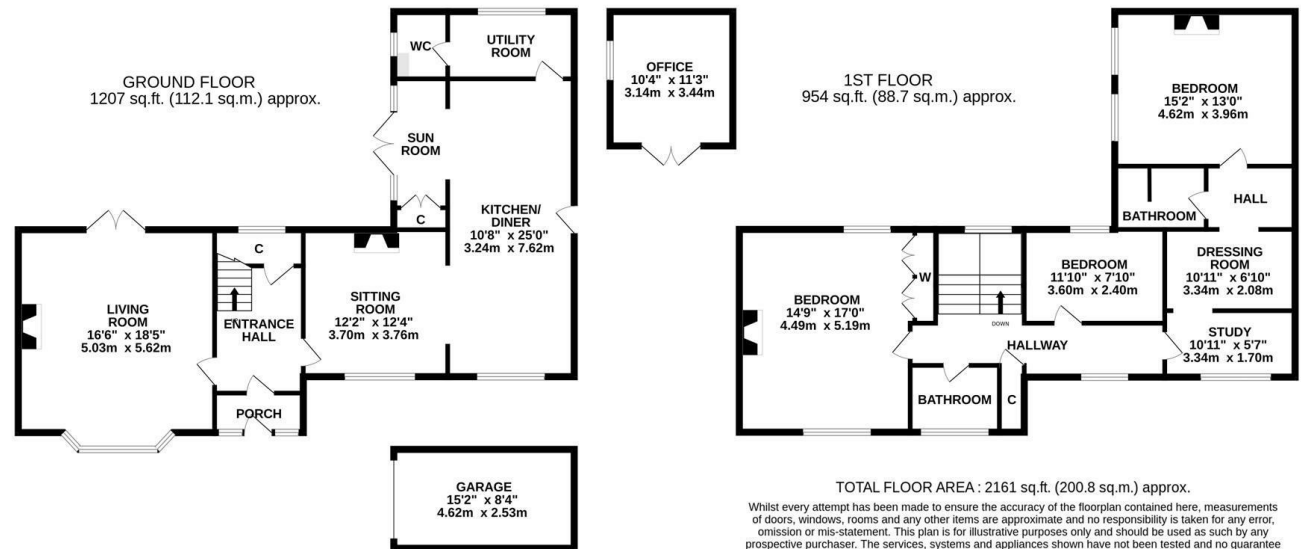 GROUND FLOOR
1207 sq.ft. (112.1 sq.m.) approx.
WC
UTILITY
ROOM
SUN
ROOM
C
KITCHEN/
DINER
10'8" x 25'0"
3.24m x 7.62m
C
LIVING
ROOM
16'6" x 18'5"
5.03m x 5.62m
ENTRANCE
HALL
SITTING
ROOM
12'2" x 12'4"
3.70m x 3.76m
PORCH
OFFICE
10'4" x 11'3"
3.14m x 3.44m
GARAGE
15'2" x 8'4"
4.62m x 2.53m
1ST FLOOR
954 sq.ft. (88.7 sq.m.) approx.
BEDROOM
15'2" x 13'0"
4.62m x 3.96m
BATHROOM
HALL
DRESSING
ROOM
10'11" x 6'10"
3.34m x 2.08m
STUDY
10'11" x 5'7"
3.34m x 1.70m
BEDROOM
14'9" x 17'0"
4.49m x 5.19m
W
BEDROOM
11'10" x 7'10"
3.60m x 2.40m
DOWN
HALLWAY
BATHROOM
C
TOTAL FLOOR AREA : 2161 sq.ft. (200.8 sq.m.) approx.
Whilst every attempt has been made to ensure the accuracy of the floorplan contained here, measurements
of doors, windows, rooms and any other items are approximate and no responsibility is taken for any error,
omission or mis-statement. This plan is for illustrative purposes only and should be used as such by any
prospective purchaser. The services, systems and appliances shown have not been tested and no guarantee